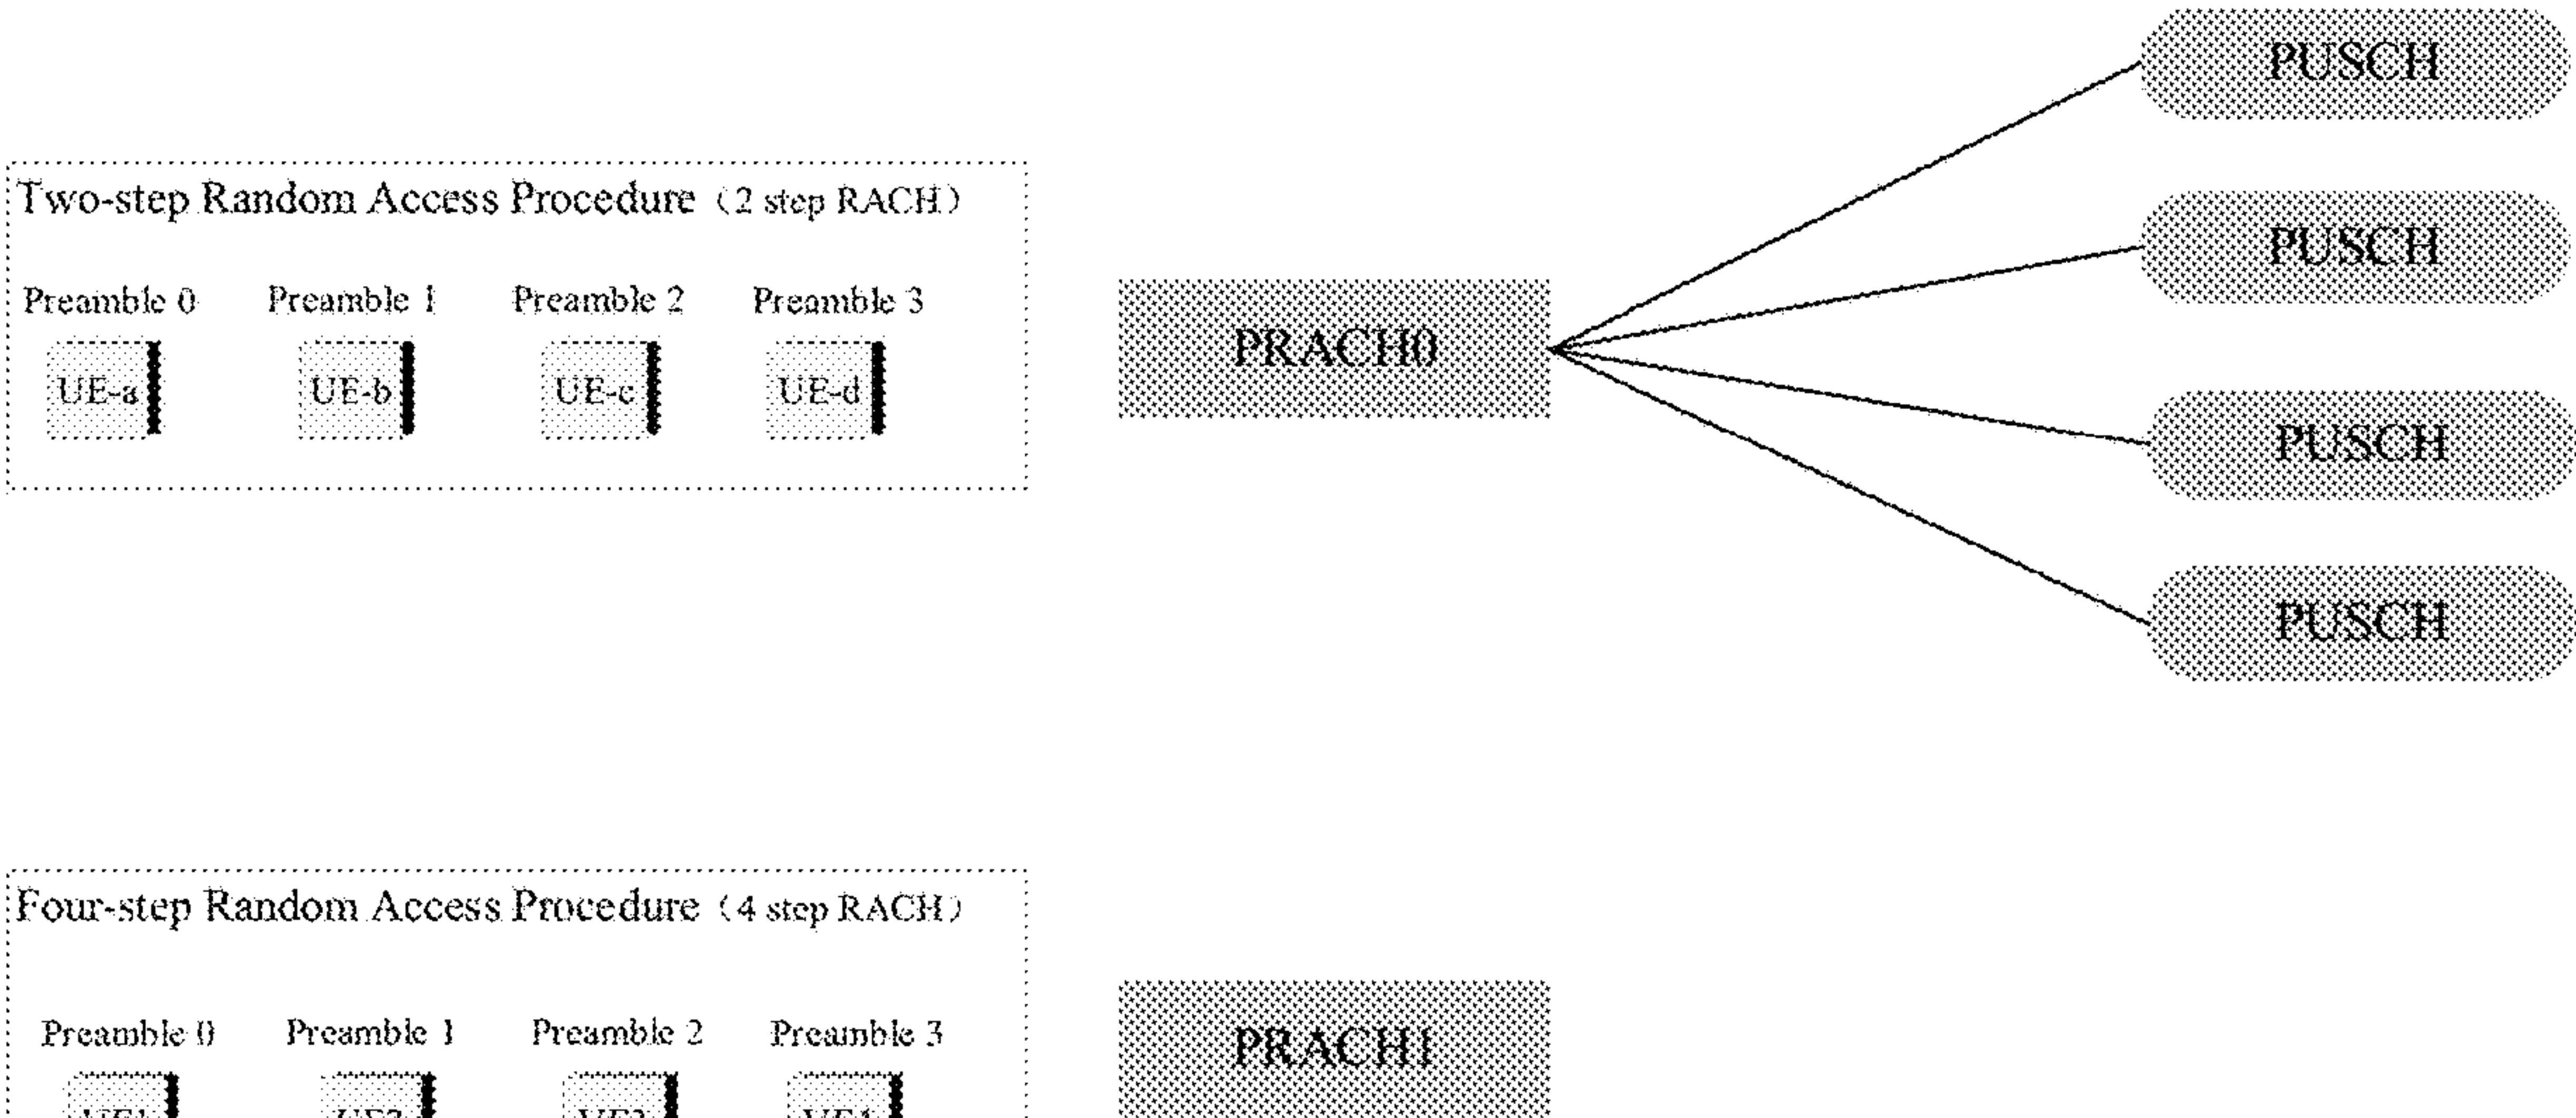 PUSCH
Two-step Random Access Procedure（2 step RACH）
PUSCH
Preamble 0 Preamble 1 Preamble 2 Preamble 3
PRACH0
UE-a UE-b UE-c UE-d
PUSCH
PUSCH
Four-step Random Access Procedure（4 step RACH）
Preamble 0 Preamble 1 Preamble 2 Preamble 3
PRACH1